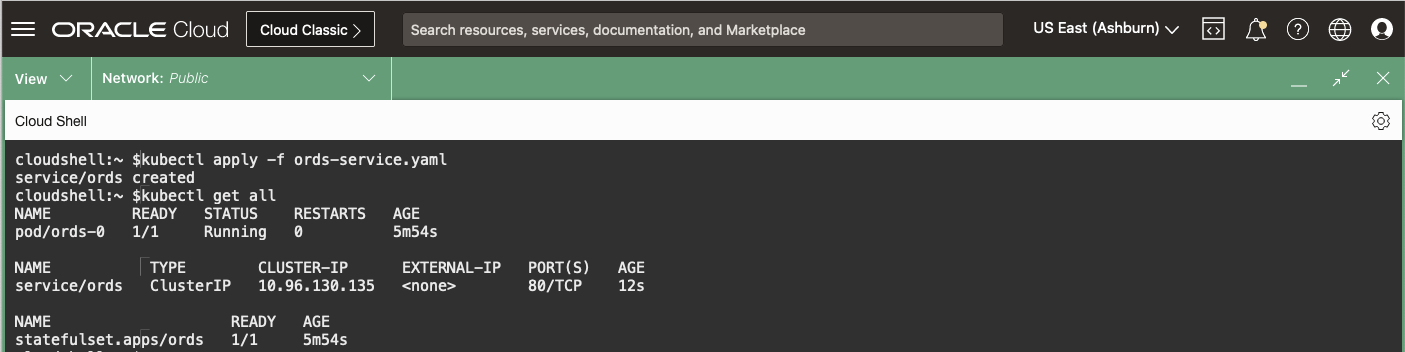 ORACLE Cloud Cloud Classic > Search resources, services, documentation, and Marketplace US East (Ashburn)
View Network: Public
Cloud Shell
cloudshell:~ $kubectl apply -f ords-service.yaml
service/ords created
cloudshell:~ $kubectl get all
NAME READY STATUS RESTARTS AGE
pod/ords-0 1/1 Running 0 5m54s
NAME TYPE CLUSTER-IP EXTERNAL-IP PORT(S) AGE
service/ords ClusterIP 10.96.130.135 <none> 80/TCP 12s
NAME READY AGE
statefulset.apps/ords 1/1 5m54s